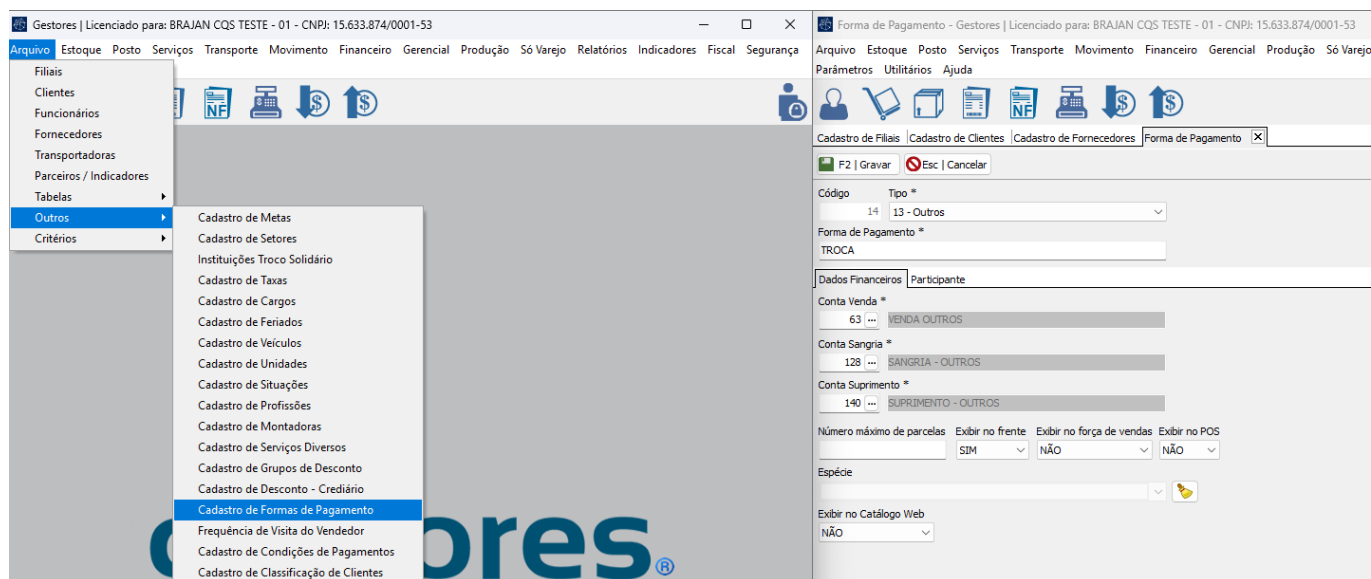 Gestores | Licenciado para: BRAJAN CQS TESTE - 01 - CNPJ: 15.633.874/0001-53
Arquivo Estoque Posto Serviços Transporte Movimento Financeiro Gerencial Produção Só Varejo Relatórios Indicadores Fiscal Segurança
Filiais
Clientes
Funcionários
Fornecedores
Transportadoras
Parceiros / Indicadores
Tabelas
Outros
Critérios
NF
Cadastro de Metas
Cadastro de Setores
Instituições Troco Solidário
Cadastro de Taxas
Cadastro de Cargos
Cadastro de Feriados
Cadastro de Veículos
Cadastro de Unidades
Cadastro de Situações
Cadastro de Profissões
Cadastro de Montadoras
Cadastro de Serviços Diversos
Cadastro de Grupos de Desconto
Cadastro de Desconto - Crediário
Cadastro de Formas de Pagamento
Frequência de Visita do Vendedor
Cadastro de Condições de Pagamentos
Cadastro de Classificação de Clientes
ores®
Forma de Pagamento - Gestores | Licenciado para: BRAJAN CQS TESTE - 01 - CNPJ: 15.633.874/0001-53
Arquivo Estoque Posto Serviços Transporte Movimento Financeiro Gerencial Produção Só Varejo
Parâmetros Utilitários Ajuda
NF
Cadastro de Filiais Cadastro de Clientes Cadastro de Fornecedores Forma de Pagamento X
F2 | Gravar Esc | Cancelar
Código Tipo *
14 13 - Outros
Forma de Pagamento *
TROCA
Dados Financeiros Participante
Conta Venda *
63 ... VENDA OUTROS
Conta Sangria *
128 ... SANGRIA - OUTROS
Conta Suprimento *
140 ... SUPRIMENTO - OUTROS
Número máximo de parcelas Exibir no frente Exibir no força de vendas Exibir no POS
SIM NÃO NÃO
Espécie
Exibir no Catálogo Web
NÃO